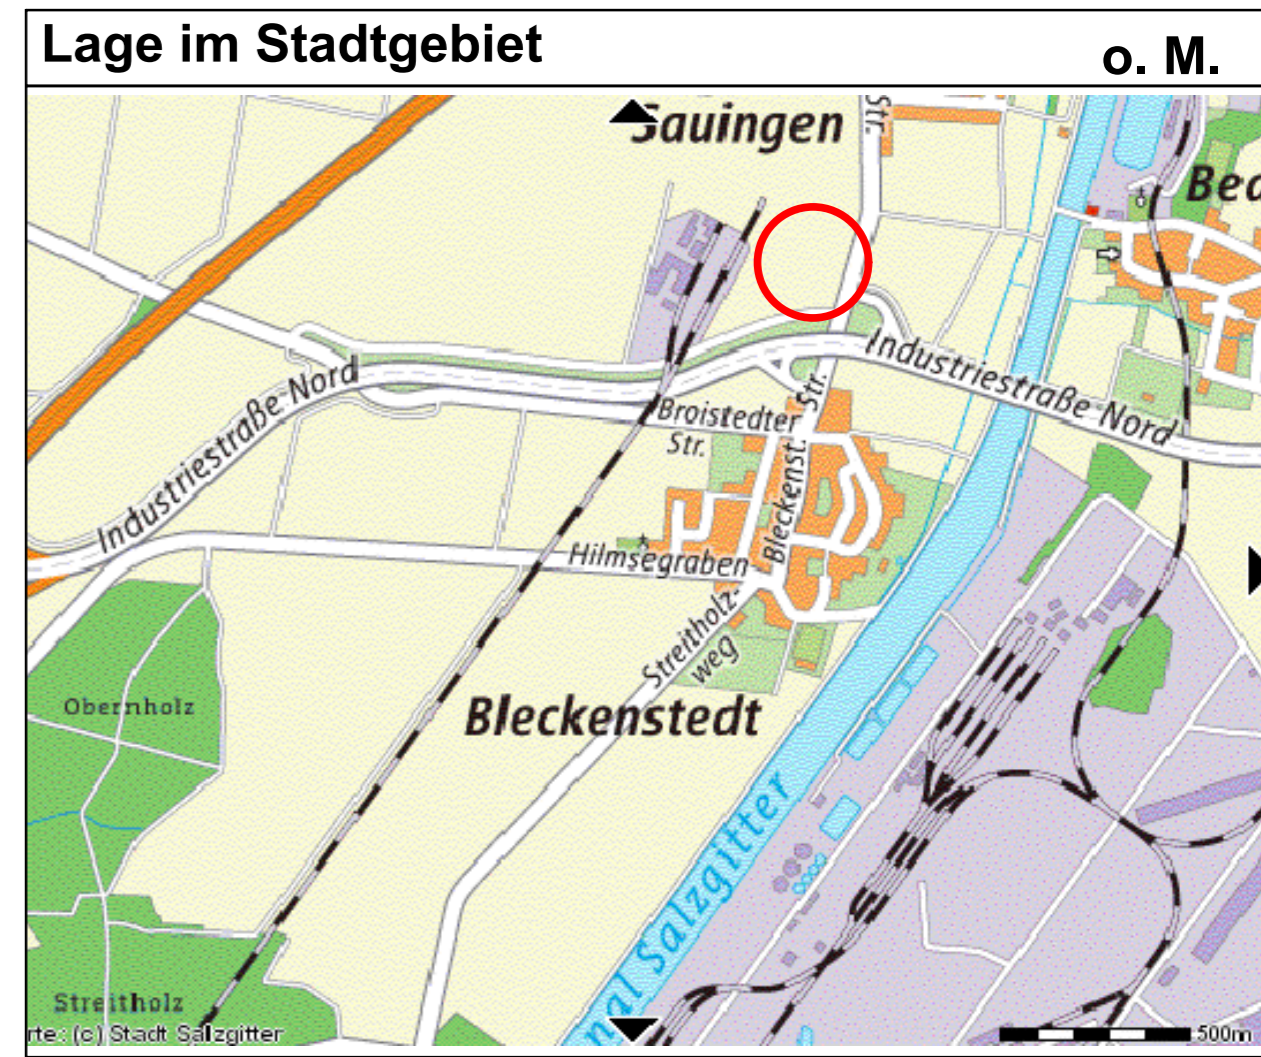 Lage im Stadtgebiet
o. M.
Sauingen
Str.
Bed
Industriestraße-Nord
Industriestraße-Nord
Broistedter
Str.
Bleckenst. Str.
Hilmsegraben
Streitholz-
weg
Obernholz
Bleckenstedt
nal Salzgitter
Streitholz
rte: (c) Stadt Salzgitter
500m